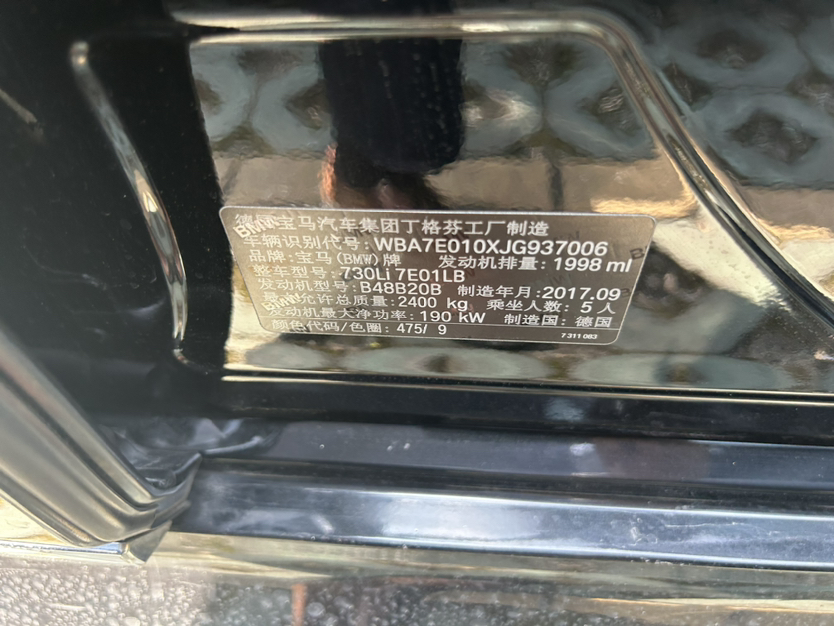 德国宝马汽车集团丁格芬工厂制造
车辆识别代号: WBA7E010XJG937006
品牌: 宝马(BMW)牌 发动机排量: 1998 ml
整车型号: 730Li 7E01LB
发动机型号: B48B20B 制造年月: 2017.09
最大允许总质量: 2400 kg 乘坐人数: 5 人
发动机最大净功率: 190 kW 制造国: 德国
颜色代码/色圈: 475/ 9
7 311 083
BMW
BMW